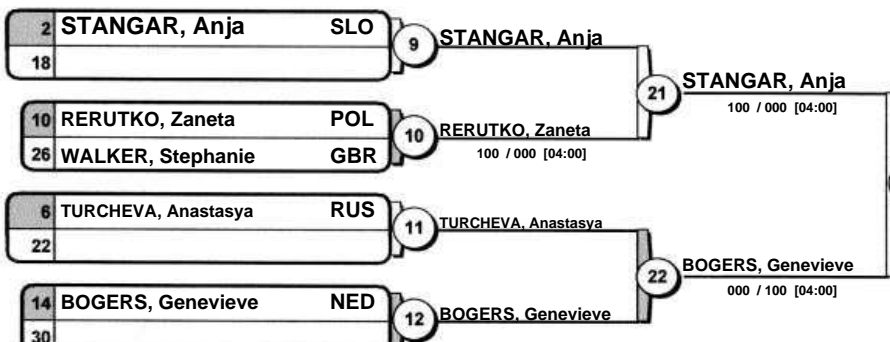 2 STANGAR, Anja SLO
18
9
STANGAR, Anja
10 RERUTKO, Zaneta POL
26 WALKER, Stephanie GBR
10
RERUTKO, Zaneta
100 / 000 [04:00]
21
STANGAR, Anja
100 / 000 [04:00]
6 TURCHEVA, Anastasya RUS
22
11
TURCHEVA, Anastasya
14 BOGERS, Genevieve NED
30
12
BOGERS, Genevieve
22
BOGERS, Genevieve
000 / 100 [04:00]